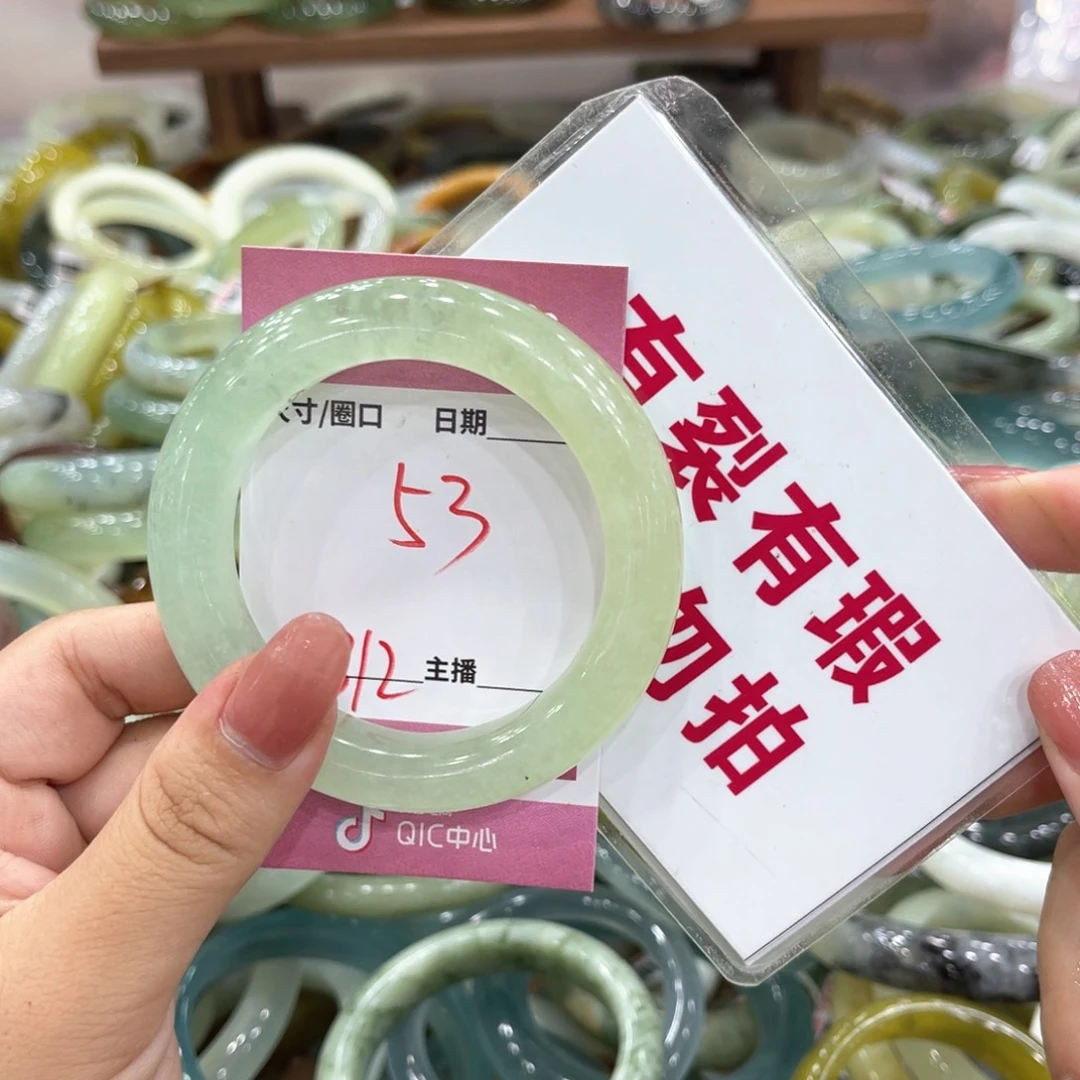 寸/圈口 日期
53
12 主播
QIC中心
有裂有瑕
勿拍